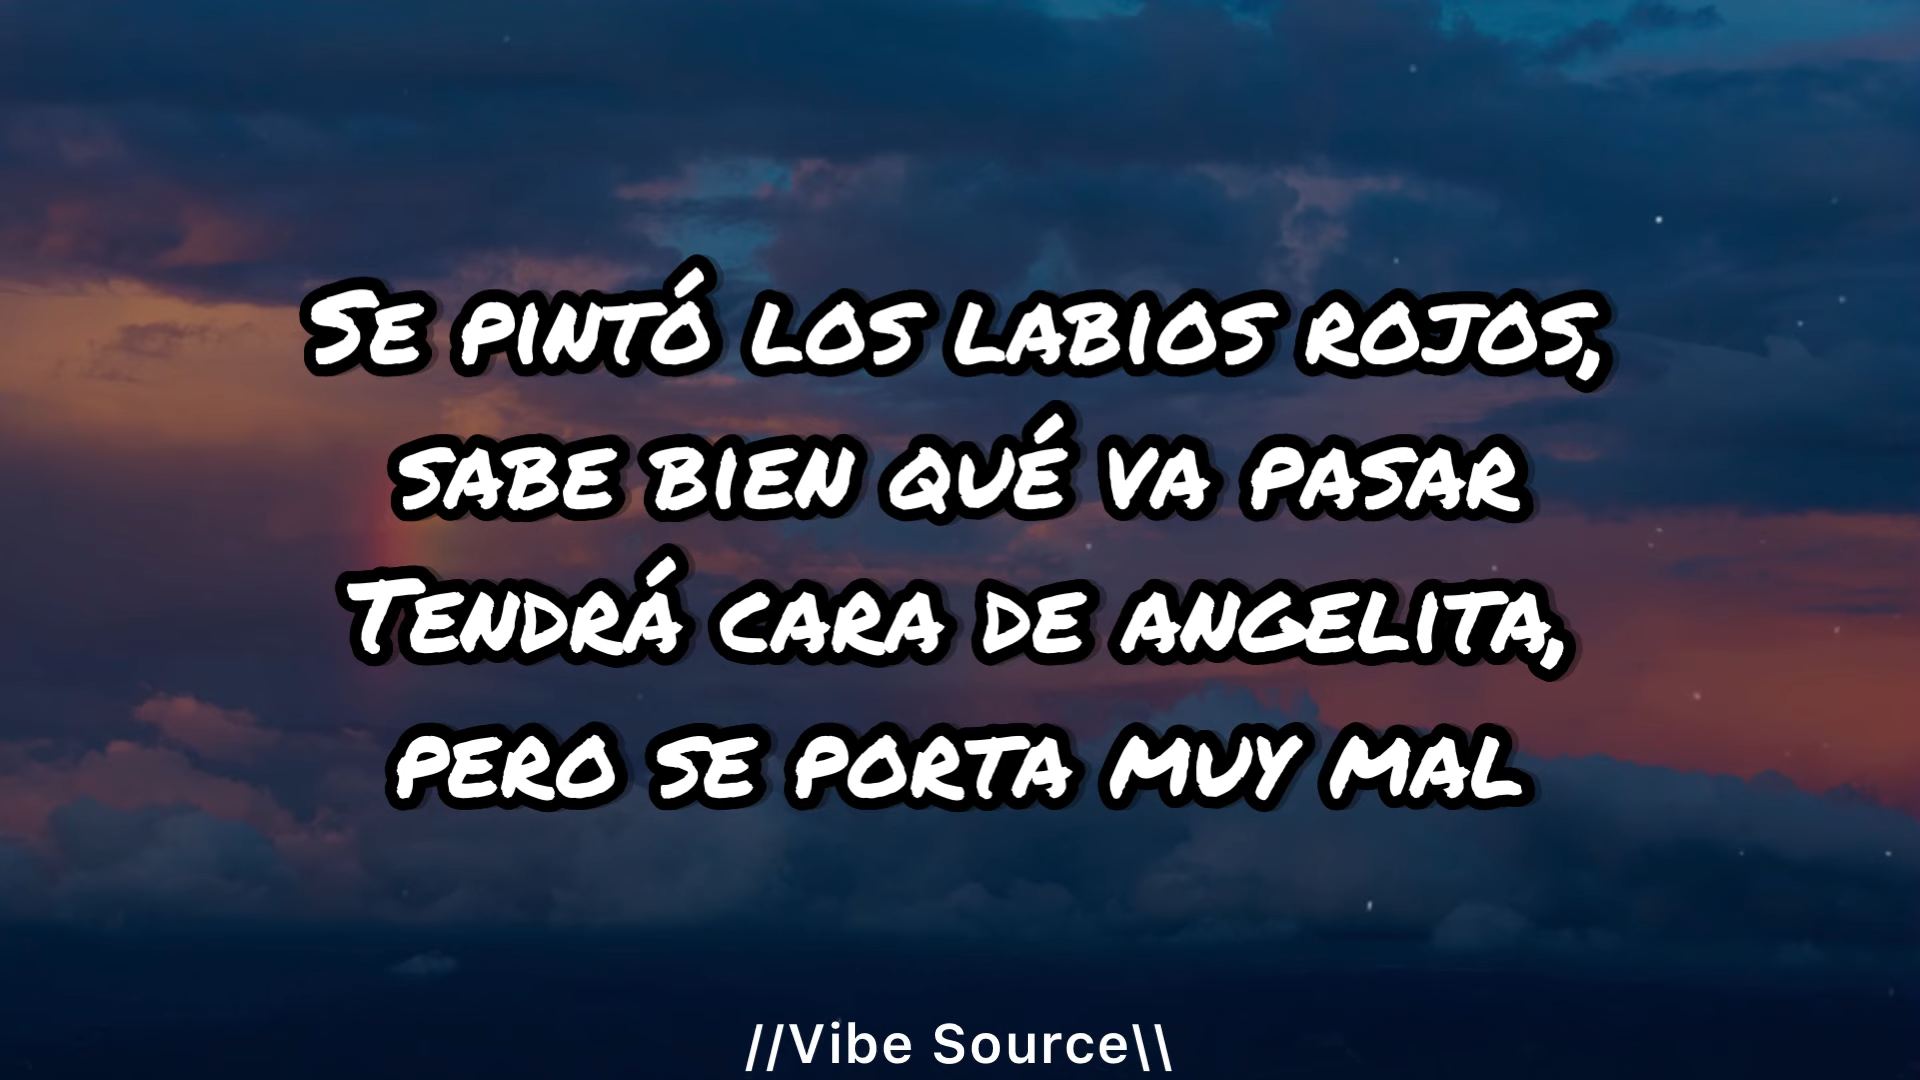 Se pintó los labios rojos,
sabe bien qué va pasar
Tendrá cara de angelita,
pero se porta muy mal
//Vibe Source\\